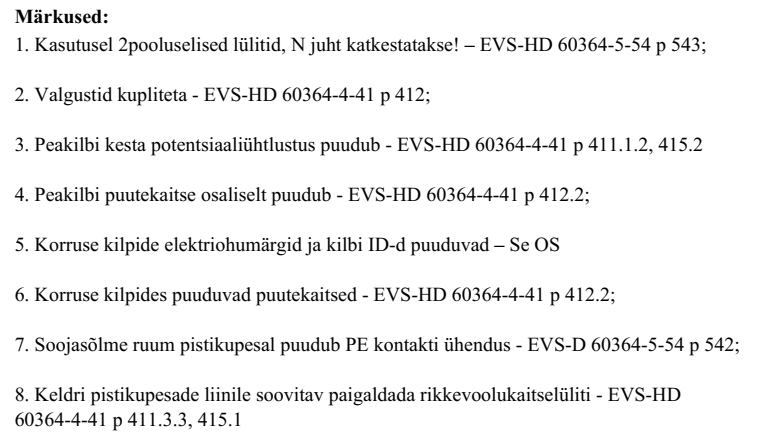 Märkused:
1. Kasutusel 2pooluselised lülitid, N juht katkestatakse! – EVS-HD 60364-5-54 p 543;
2. Valgustid kupliteta - EVS-HD 60364-4-41 p 412;
3. Peakilbi kesta potentsiaaliühtlustus puudub - EVS-HD 60364-4-41 p 411.1.2, 415.2
4. Peakilbi puutekaitse osaliselt puudub - EVS-HD 60364-4-41 p 412.2;
5. Korruse kilpide elektriohumärgid ja kilbi ID-d puuduvad – Se OS
6. Korruse kilpides puuduvad puutekaitsed - EVS-HD 60364-4-41 p 412.2;
7. Soojasõlme ruum pistikupesal puudub PE kontakti ühendus - EVS-D 60364-5-54 p 542;
8. Keldri pistikupesade liinile soovitav paigaldada rikkevoolukaitselüliti - EVS-HD
60364-4-41 p 411.3.3, 415.1